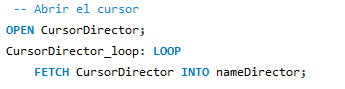 -- Abrir el cursor
OPEN CursorDirector;
CursorDirector_loop: LOOP
FETCH CursorDirector INTO nameDirector;